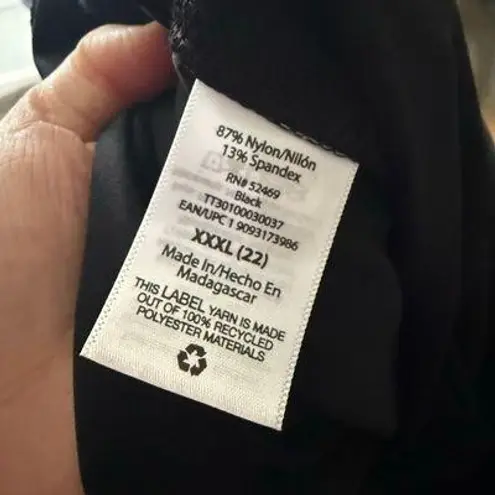 87% Nylon/Nilón
13% Spandex
RN# 52469
Black
TT30100030037
EAN/UPC 1 9093173986
XXXL (22)
Made In/Hecho En
Madagascar
THIS LABEL YARN IS MADE
OUT OF 100% RECYCLED
POLYESTER MATERIALS